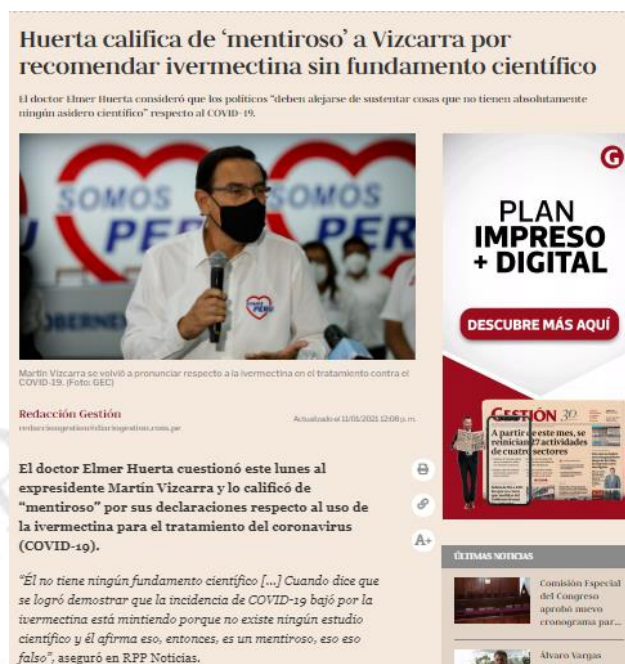 Huerta califica de ‘mentiroso’ a Vizcarra por
recomendar ivermectina sin fundamento científico
El doctor Elmer Huerta consideró que los políticos “deben alejarse de sustentar cosas que no tienen absolutamente
ningún asidero científico” respecto al COVID-19.
SOMOS
PERÚ
SOMOS
PER
G
PLAN
IMPRESO
+ DIGITAL
DESCUBRE MÁS AQUÍ
GESTIÓN 30
A partir de este mes, se
reinician 27 actividades
de cuatro sectores
Martín Vizcarra se volvió a pronunciar respecto a la ivermectina en el tratamiento contra el
COVID-19. (Foto: GEC)
Redacción Gestión
redacciongestion@diariogestion.com.pe
Actualizado el 11/01/2021 12:08 p. m.
El doctor Elmer Huerta cuestionó este lunes al
expresidente Martín Vizcarra y lo calificó de
“mentiroso” por sus declaraciones respecto al uso de
la ivermectina para el tratamiento del coronavirus
(COVID-19).
A+
“Él no tiene ningún fundamento científico [...] Cuando dice que
se logró demostrar que la incidencia de COVID-19 bajó por la
ivermectina está mintiendo porque no existe ningún estudio
científico y él afirma eso, entonces, es un mentiroso, eso eso
falso”, aseguró en RPP Noticias.
ÚLTIMAS NOTICIAS
Comisión Especial
del Congreso
aprobó nuevo
cronograma par...
Álvaro Vargas